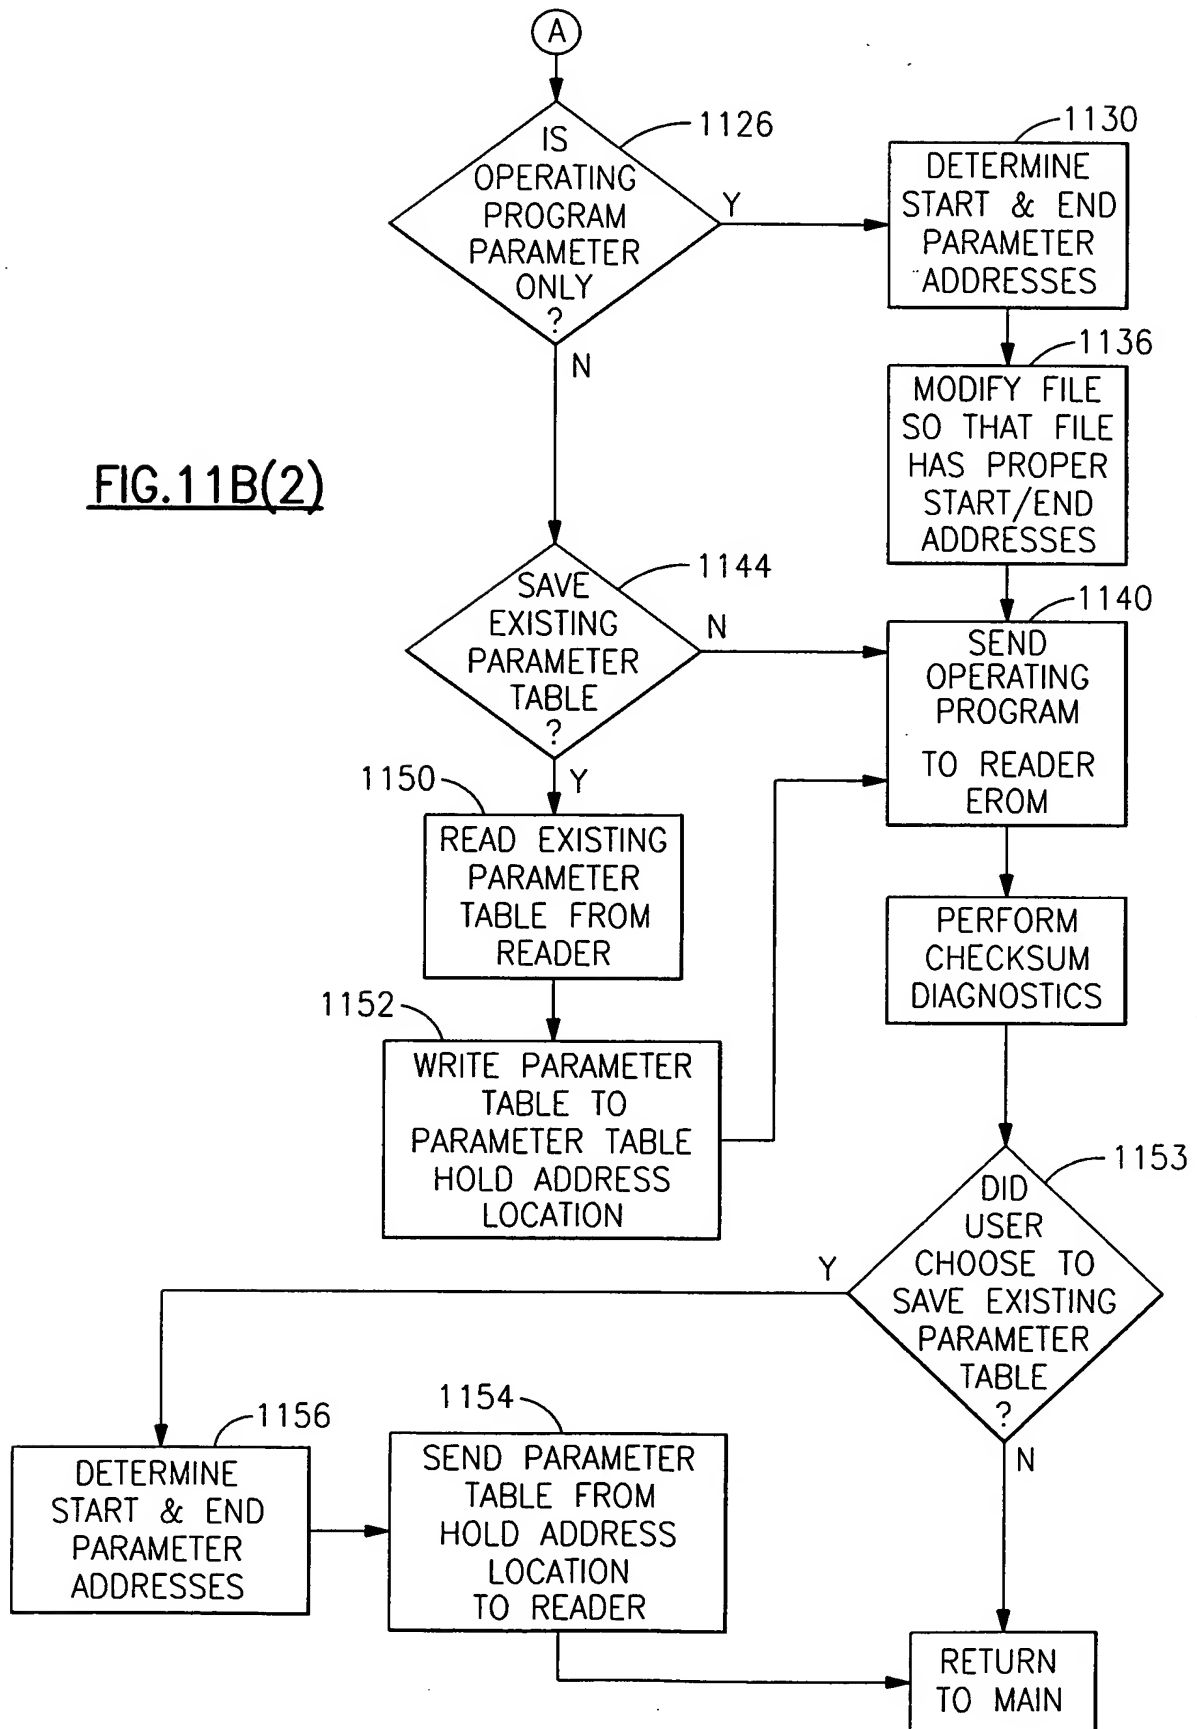 A
1126
IS
OPERATING
PROGRAM
PARAMETER
ONLY
?
Y
N
1130
DETERMINE
START & END
PARAMETER
ADDRESSES
1136
MODIFY FILE
SO THAT FILE
HAS PROPER
START/END
ADDRESSES
FIG.11B(2)
1144
SAVE
EXISTING
PARAMETER
TABLE
?
N
Y
1140
SEND
OPERATING
PROGRAM
TO READER
EROM
1150
READ EXISTING
PARAMETER
TABLE FROM
READER
PERFORM
CHECKSUM
DIAGNOSTICS
1152
WRITE PARAMETER
TABLE TO
PARAMETER TABLE
HOLD ADDRESS
LOCATION
1153
DID
USER
CHOOSE TO
SAVE EXISTING
PARAMETER
TABLE
?
Y
N
1156
DETERMINE
START & END
PARAMETER
ADDRESSES
1154
SEND PARAMETER
TABLE FROM
HOLD ADDRESS
LOCATION
TO READER
RETURN
TO MAIN